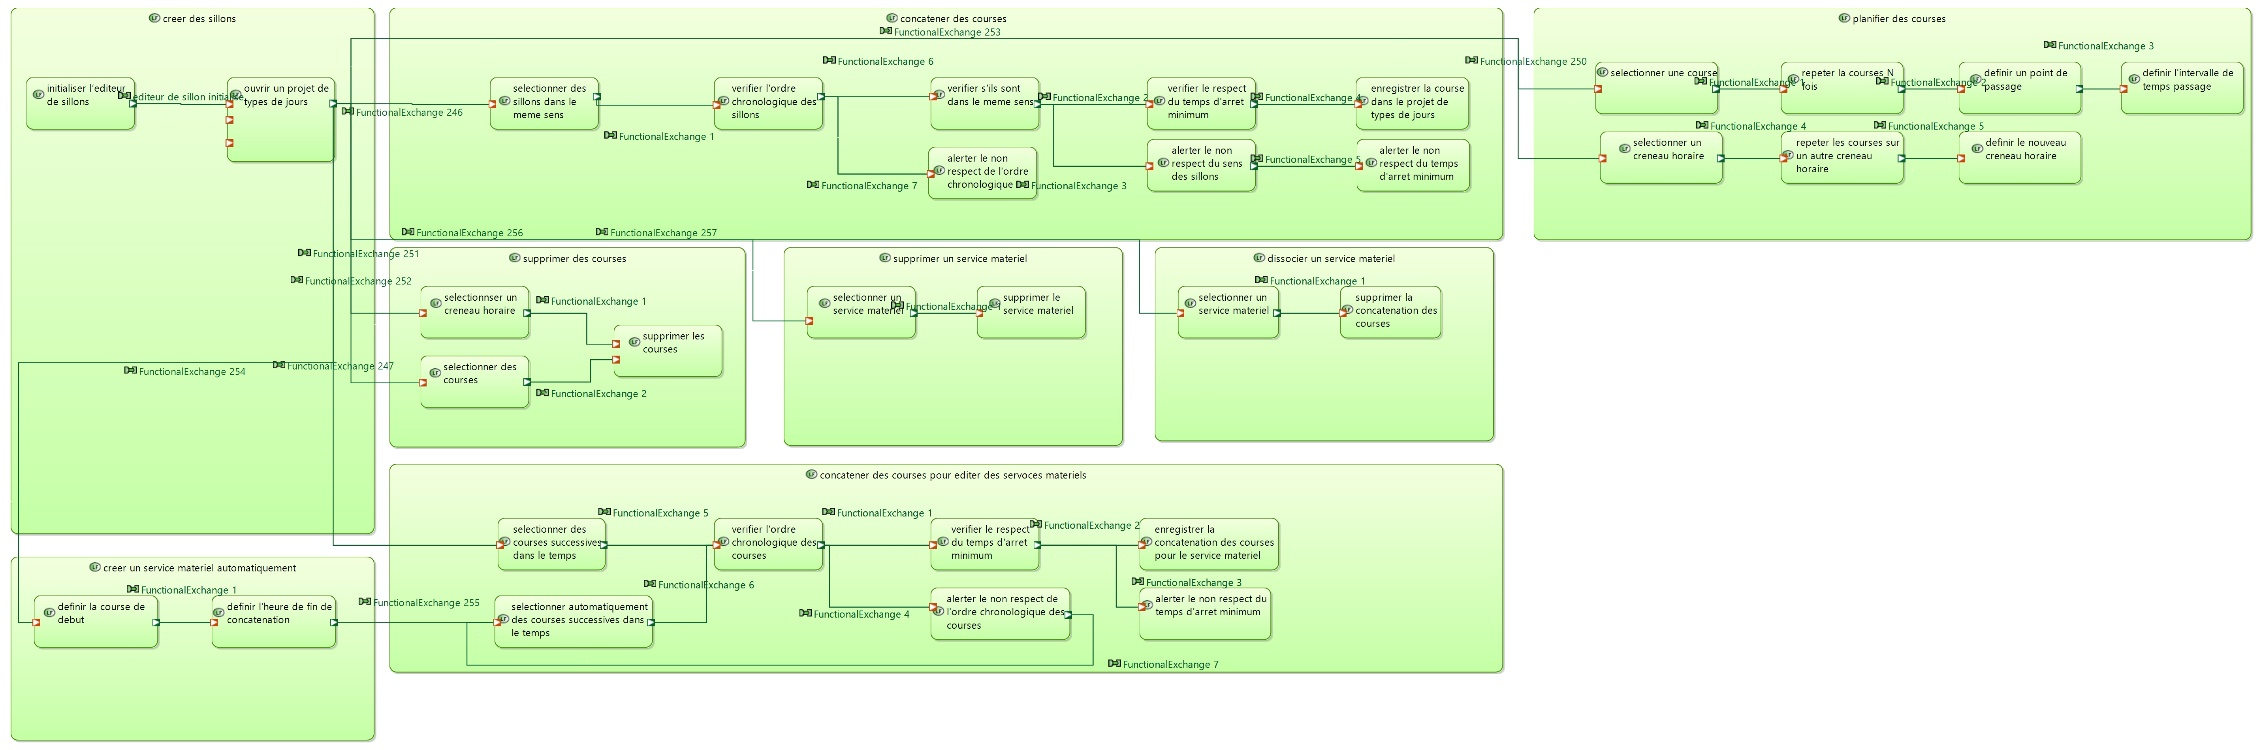 creer des sillons
initialiser l'editeur
de sillons
editeur de sillon initialise
ouvrir un projet de
types de jours
FunctionalExchange 246
FunctionalExchange 251
FunctionalExchange 252
FunctionalExchange 247
FunctionalExchange 254
concatener des courses
FunctionalExchange 253
FunctionalExchange 6
FunctionalExchange 250
selectionner des
sillons dans le
meme sens
FunctionalExchange 1
verifier l'ordre
chronologique des
sillons
verifier s'ils sont
dans le meme sens
FunctionalExchange 2
verifier le respect
du temps d'arret
minimum
FunctionalExchange 4
enregistrer la course
dans le projet de
types de jours
FunctionalExchange 7
alerter le non
respect de l'ordre
chronologique
FunctionalExchange 3
alerter le non
respect du sens
des sillons
FunctionalExchange 5
alerter le non
respect du temps
d'arret minimum
FunctionalExchange 256
FunctionalExchange 257
planifier des courses
FunctionalExchange 3
selectionner une course
FunctionalExchange 1
repeter la courses N
fois
FunctionalExchange 2
definir un point de
passage
definir l'intervalle de
temps passage
FunctionalExchange 4
FunctionalExchange 5
selectionner un
creneau horaire
repeter les courses sur
un autre creneau
horaire
definir le nouveau
creneau horaire
supprimer des courses
selectionnser un
creneau horaire
FunctionalExchange 1
supprimer les
courses
selectionner des
courses
FunctionalExchange 2
supprimer un service materiel
selectionner un
service materiel
FunctionalExchange 1
supprimer le
service materiel
dissocier un service materiel
FunctionalExchange 1
selectionner un
service materiel
supprimer la
concatenation des
courses
concatener des courses pour editer des servoces materiels
FunctionalExchange 5
FunctionalExchange 1
selectionner des
courses successives
dans le temps
verifier l'ordre
chronologique des
courses
verifier le respect
du temps d'arret
minimum
FunctionalExchange 2
enregistrer la
concatenation des courses
pour le service materiel
FunctionalExchange 6
FunctionalExchange 3
selectionner automatiquement
des courses successives dans
le temps
FunctionalExchange 4
alerter le non respect de
l'ordre chronologique des
courses
alerter le non respect du
temps d'arret minimum
FunctionalExchange 7
creer un service materiel automatiquement
FunctionalExchange 1
definir la course de
debut
definir l'heure de fin de
concatenation
FunctionalExchange 255